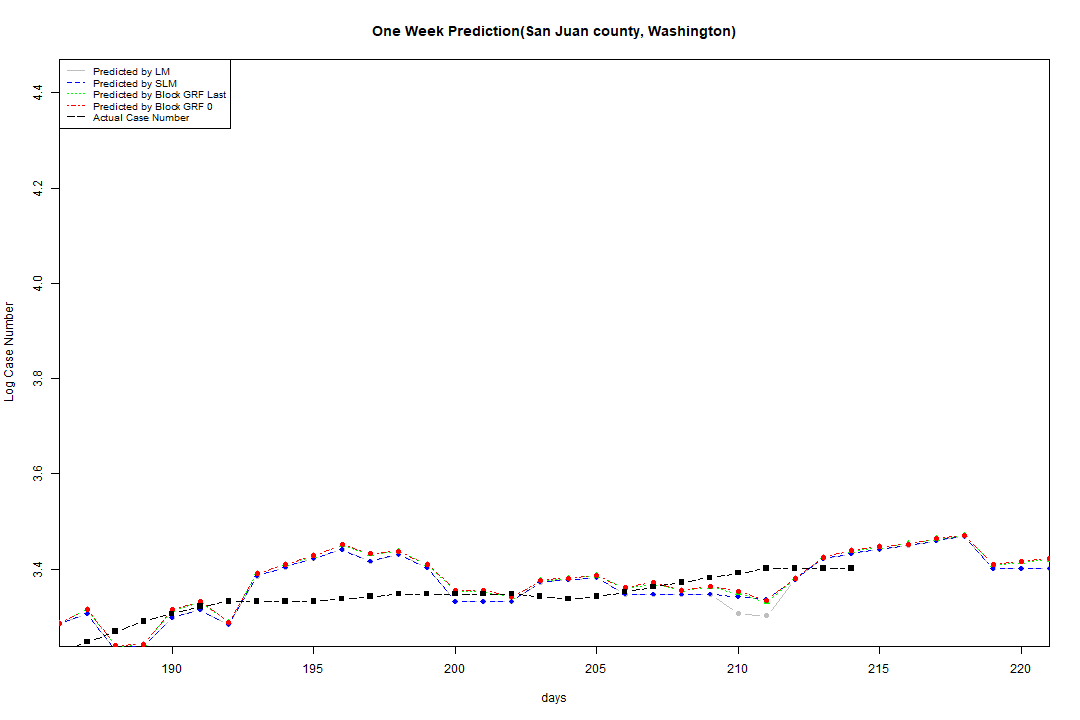 One Week Prediction(San Juan county, Washington)
Predicted by LM
Predicted by SLM
Predicted by Block GRF Last
Predicted by Block GRF 0
Actual Case Number
4.4
4.2
4.0
3.8
3.6
3.4
Log Case Number
190 195 200 205 210 215 220
days